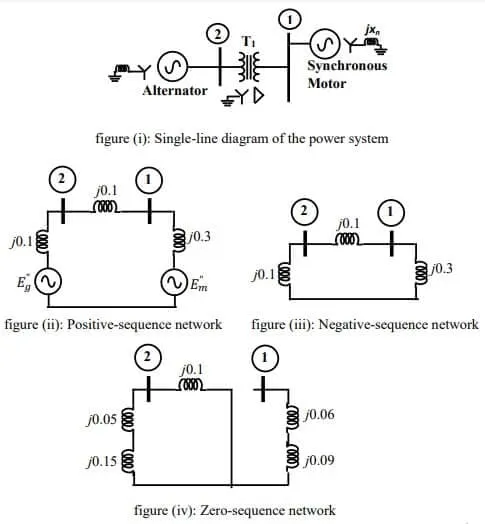 1
jxₙ
2
T₁
Synchronous
Motor
Alternator
figure (i): Single-line diagram of the power system
2
j0.1
1
j0.1
j0.3
E"g
E"m
figure (ii): Positive-sequence network
2
j0.1
1
j0.1
j0.3
figure (iii): Negative-sequence network
2
j0.1
1
j0.05
j0.06
j0.15
j0.09
figure (iv): Zero-sequence network